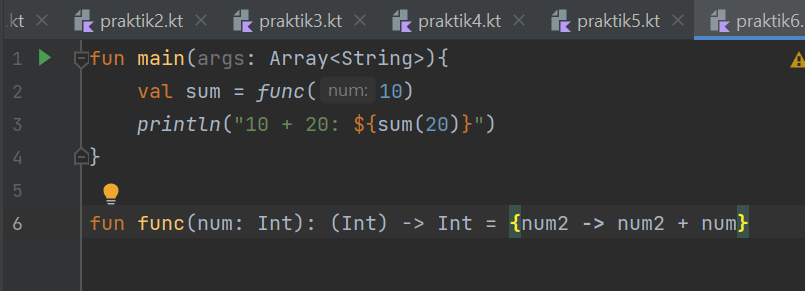 .kt praktik2.kt praktik3.kt praktik4.kt praktik5.kt praktik6.
1 fun main(args: Array<String>){
2 val sum = func( num: 10)
3 println("10 + 20: ${sum(20)}")
4 }
5
6 fun func(num: Int): (Int) -> Int = {num2 -> num2 + num}